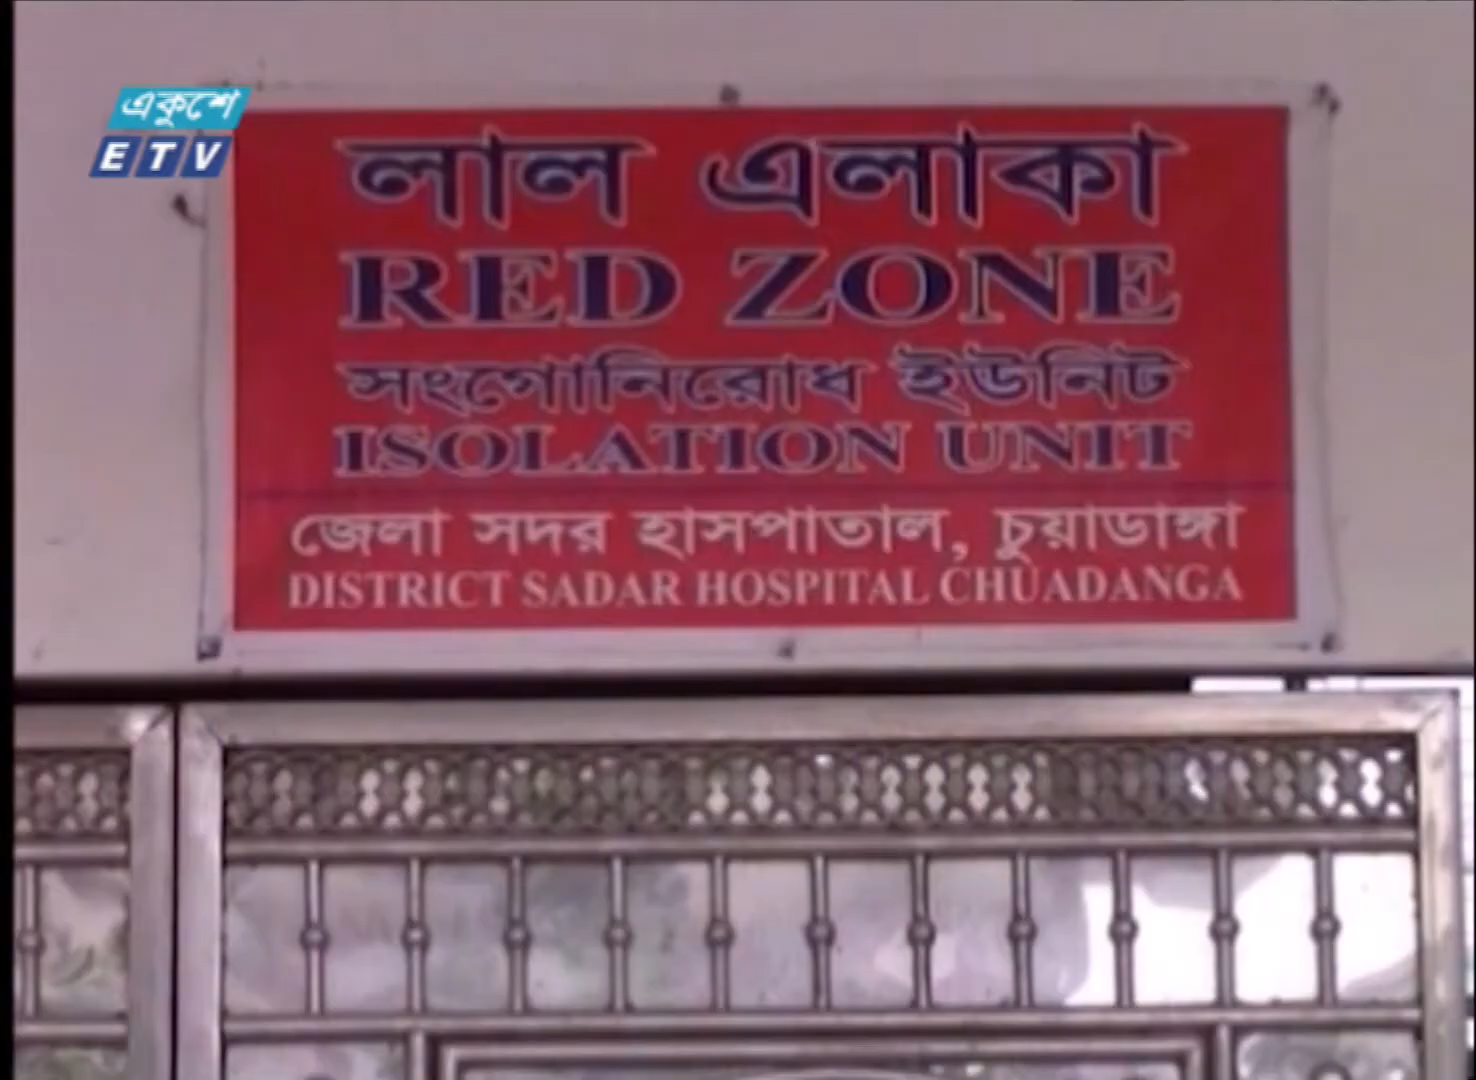 একুশে
ETV
লাল এলাকা
RED ZONE
সংগোনিরোধ ইউনিট
ISOLATION UNIT
জেলা সদর হাসপাতাল, চুয়াডাঙ্গা
DISTRICT SADAR HOSPITAL CHUADANGA